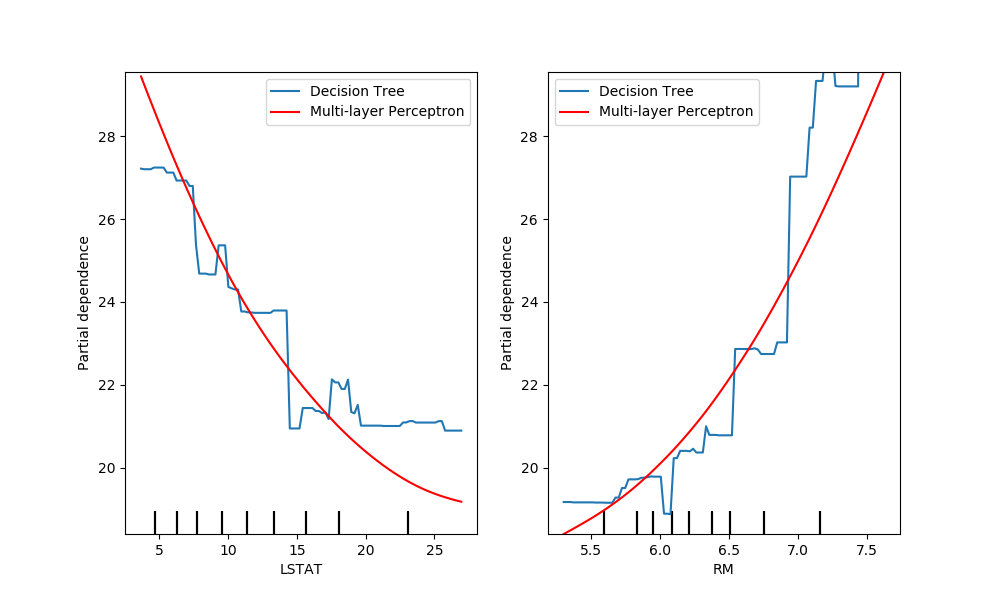 Decision Tree
Multi-layer Perceptron
28
26
24
22
20
Partial dependence
5 10 15 20 25
LSTAT
Decision Tree
Multi-layer Perceptron
28
26
24
22
20
Partial dependence
5.5 6.0 6.5 7.0 7.5
RM